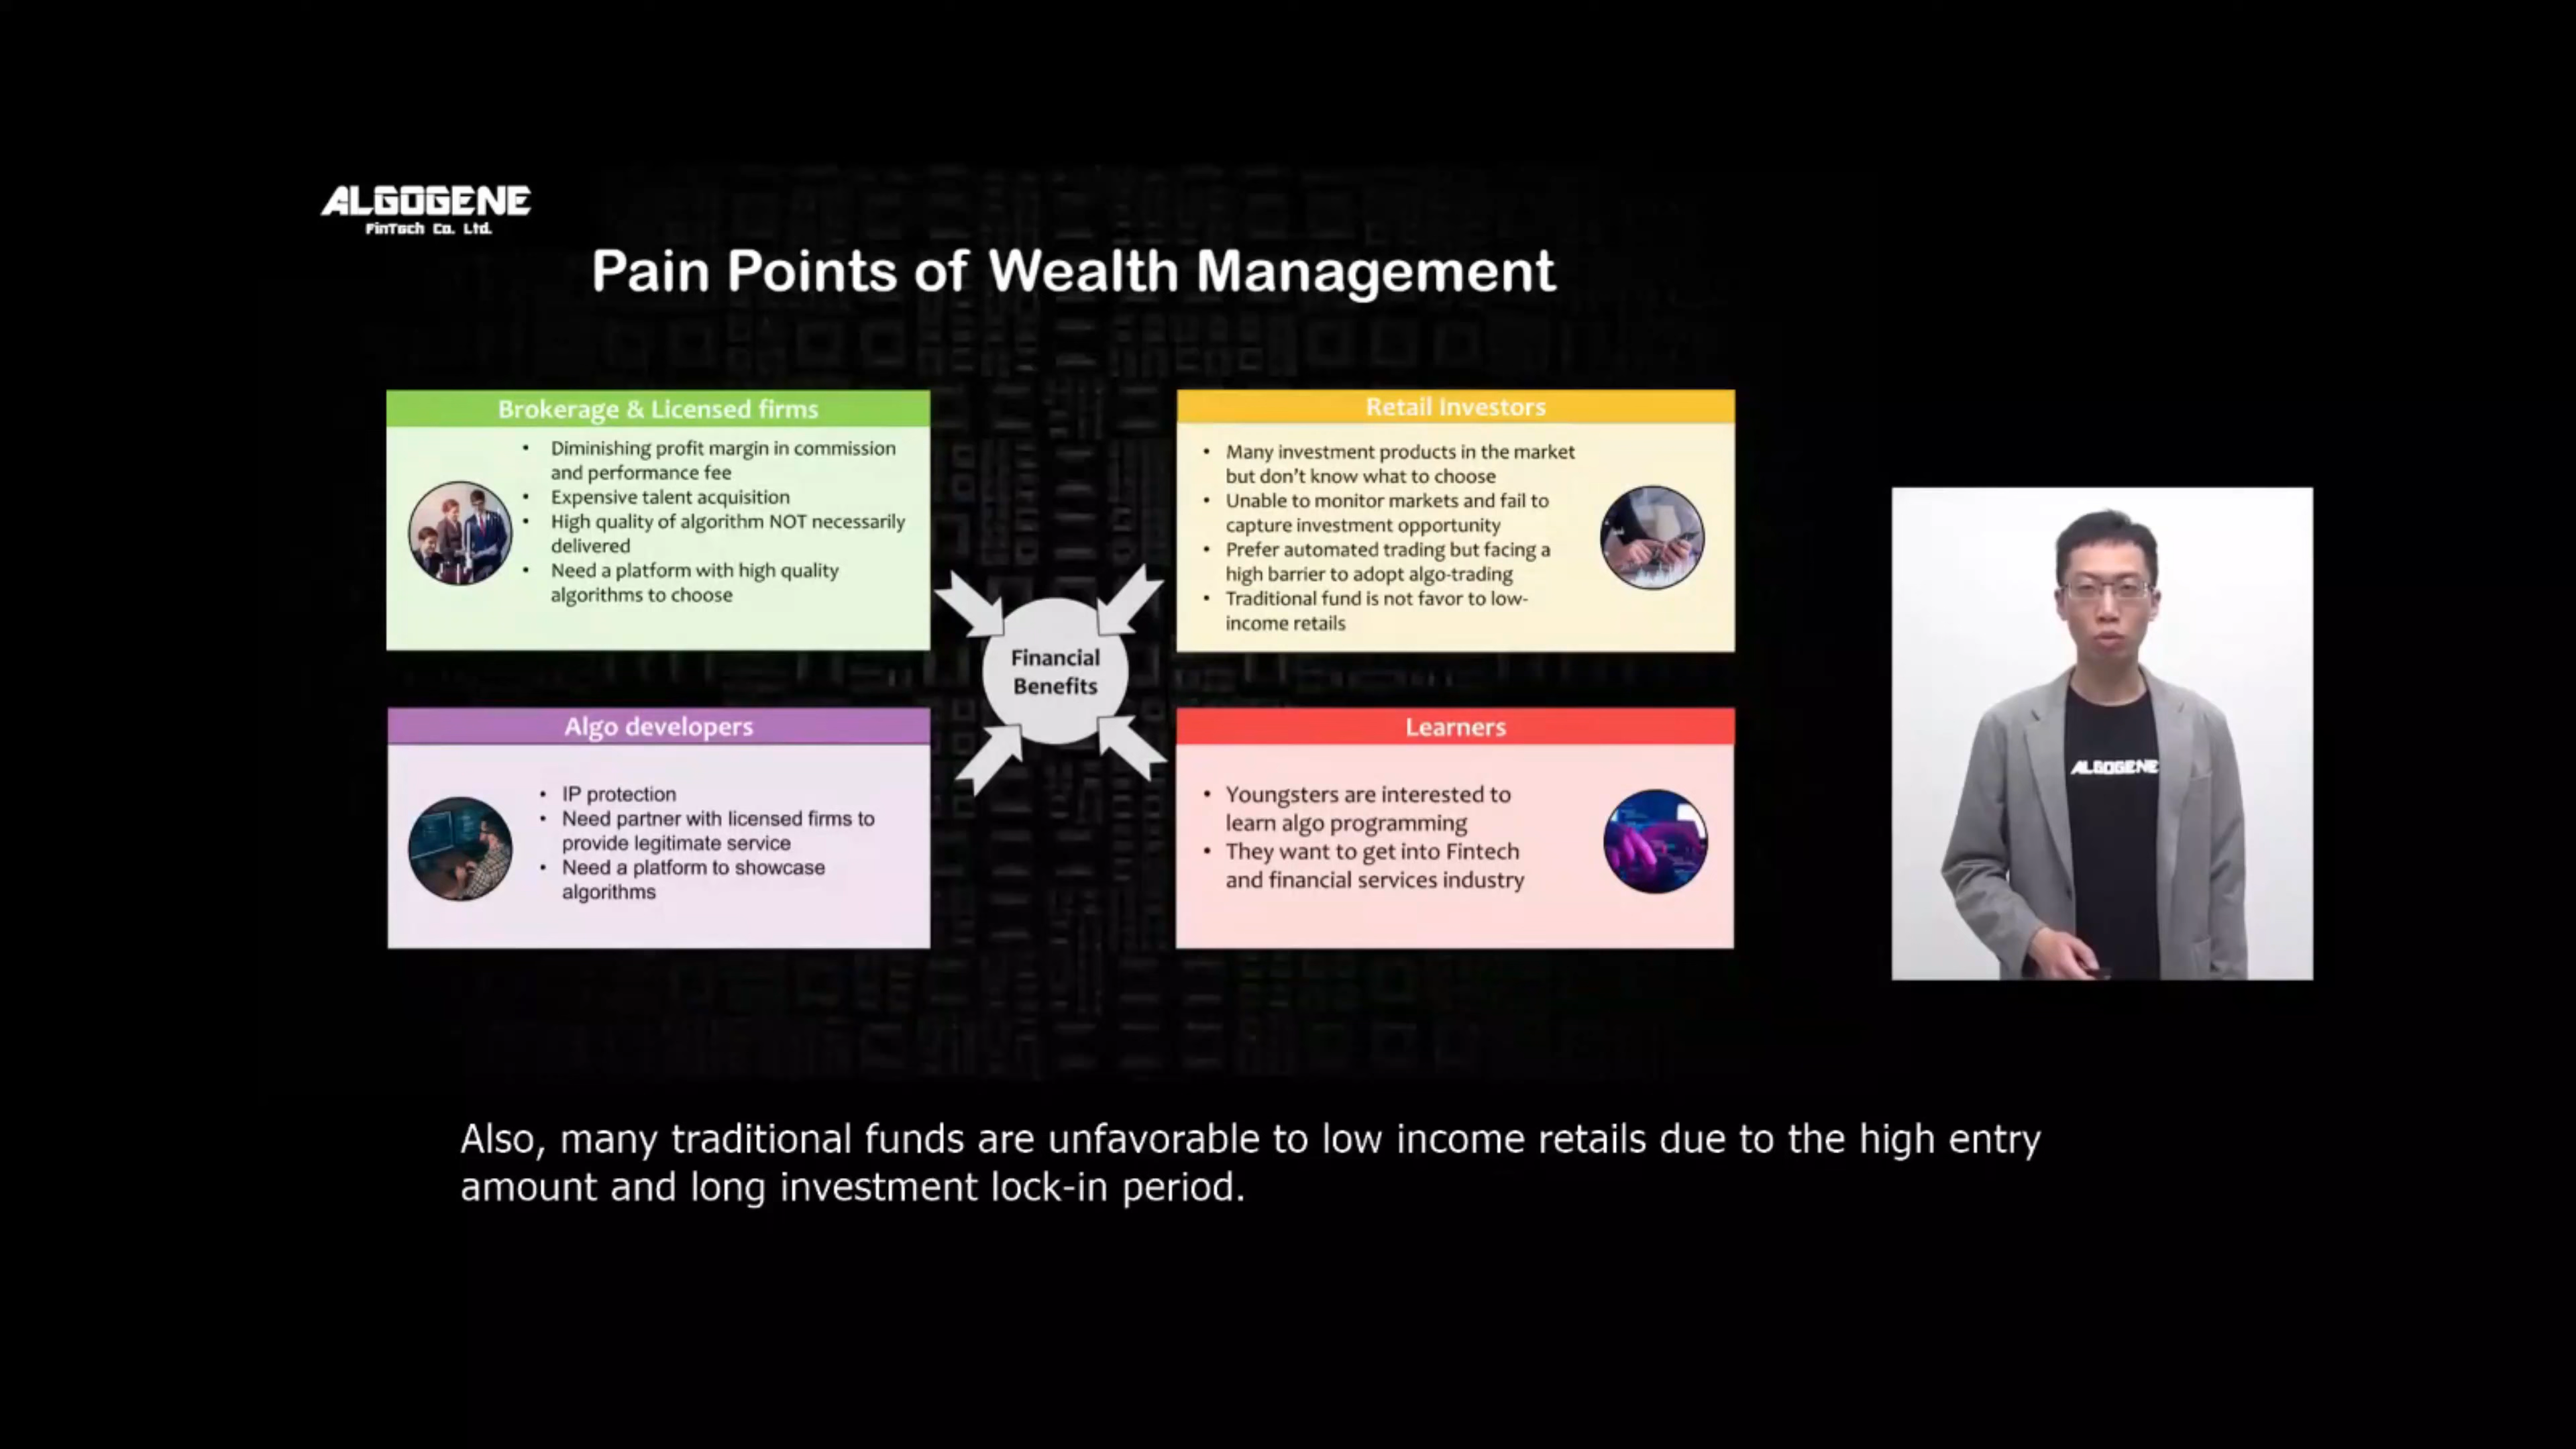 ALGOGENE
FinTech Co. Ltd.
Pain Points of Wealth Management
Brokerage & Licensed firms
• Diminishing profit margin in commission
and performance fee
• Expensive talent acquisition
• High quality of algorithm NOT necessarily
delivered
• Need a platform with high quality
algorithms to choose
Retail Investors
• Many investment products in the market
but don't know what to choose
• Unable to monitor markets and fail to
capture investment opportunity
• Prefer automated trading but facing a
high barrier to adopt algo-trading
• Traditional fund is not favor to low-
income retails
Financial
Benefits
Algo developers
• IP protection
• Need partner with licensed firms to
provide legitimate service
• Need a platform to showcase
algorithms
Learners
• Youngsters are interested to
learn algo programming
• They want to get into Fintech
and financial services industry
ALGOGENE
Also, many traditional funds are unfavorable to low income retails due to the high entry
amount and long investment lock-in period.